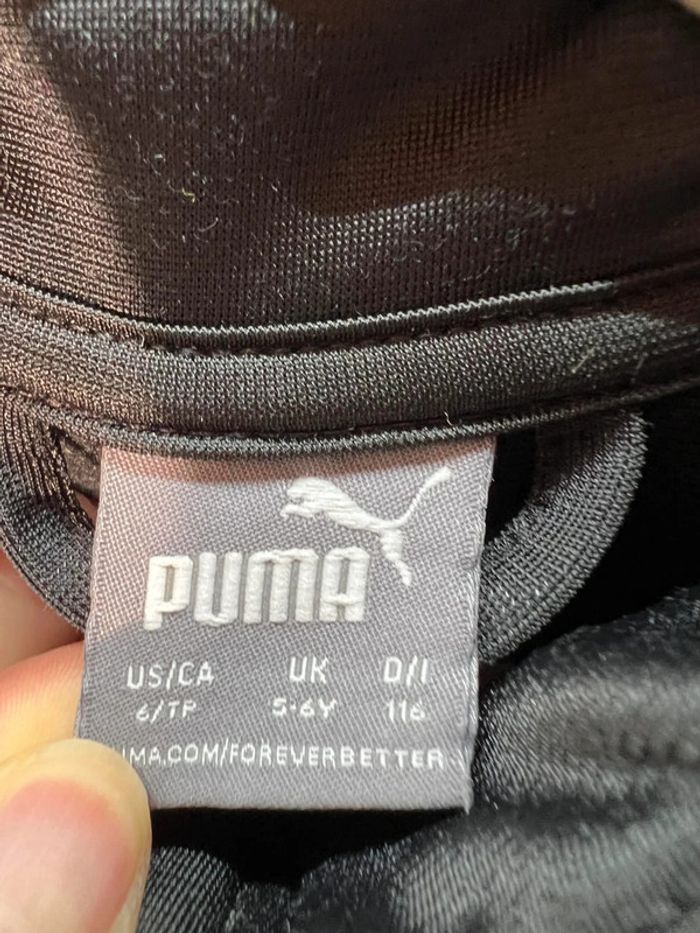 PUMA
US/CA UK D/I
6/TP 5-6Y 116
UMA.COM/FOREVERBETTER